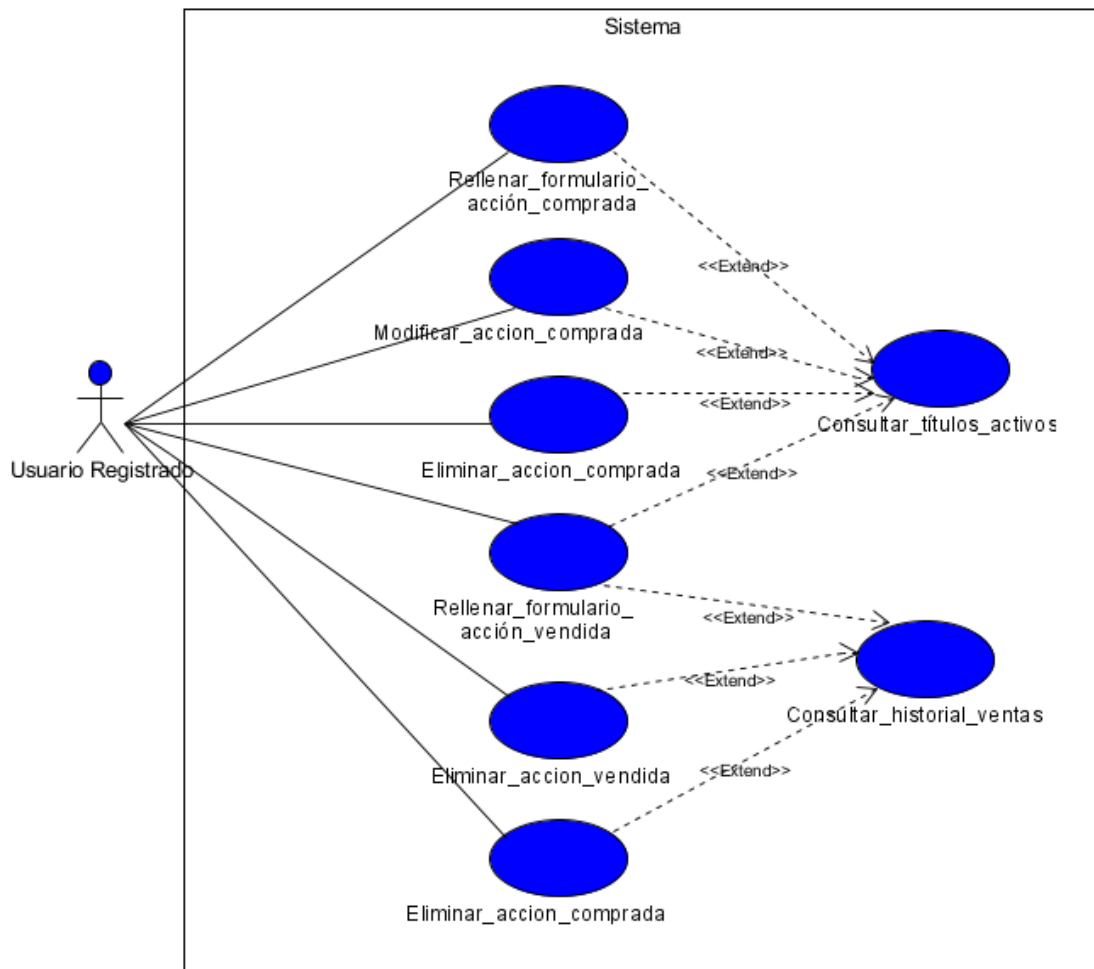 Sistema
Rellenar_formulario_
acción_comprada
<<Extend>>
Modificar_accion_comprada
<<Extend>>
<<Extend>>
Consultar_títulos_activos
Usuario Registrado
Eliminar_accion_comprada
<<Extend>>
Rellenar_formulario_
acción_vendida
<<Extend>>
<<Extend>>
Consultar_historial_ventas
Eliminar_accion_vendida
<<Extend>>
Eliminar_accion_comprada